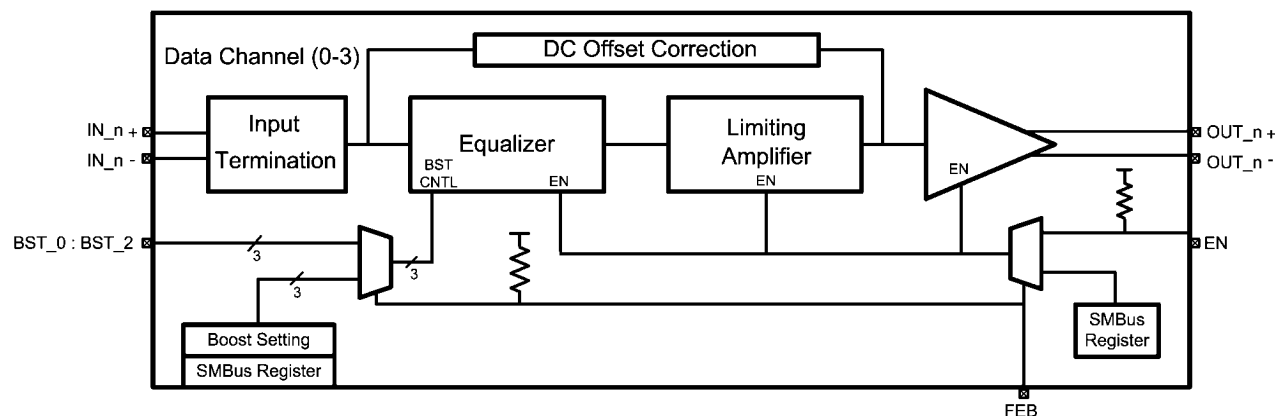 DC Offset Correction
Data Channel (0-3)
Input
Termination
Equalizer
BST
CNTL
EN
Limiting
Amplifier
EN
EN
IN_n +
IN_n -
OUT_n +
OUT_n -
BST_0 : BST_2
3
3
3
EN
Boost Setting
SMBus Register
SMBus
Register
FEB